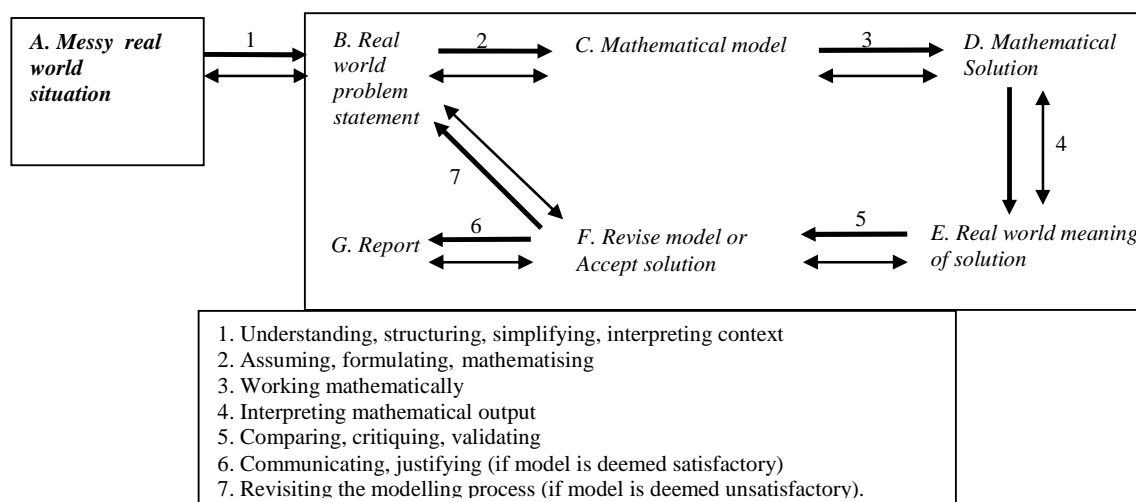 A. Messy real
world
situation
1
B. Real
world
problem
statement
2
C. Mathematical model
3
D. Mathematical
Solution
4
E. Real world meaning
of solution
5
F. Revise model or
Accept solution
6
7
G. Report
1. Understanding, structuring, simplifying, interpreting context
2. Assuming, formulating, mathematising
3. Working mathematically
4. Interpreting mathematical output
5. Comparing, critiquing, validating
6. Communicating, justifying (if model is deemed satisfactory)
7. Revisiting the modelling process (if model is deemed unsatisfactory).